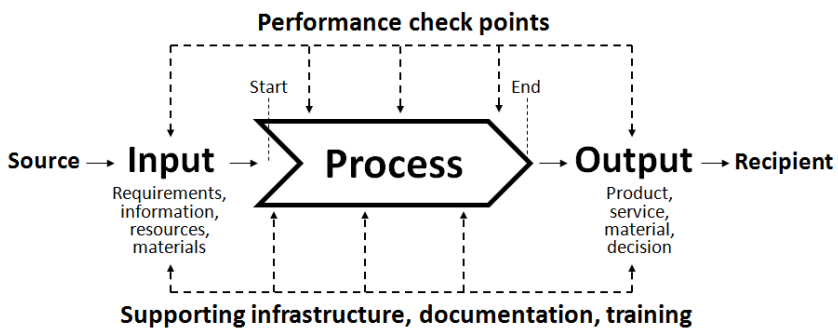 Performance check points
Start
End
Source
Input
Process
Output
Recipient
Requirements,
information,
resources,
materials
Product,
service,
material,
decision
Supporting infrastructure, documentation, training